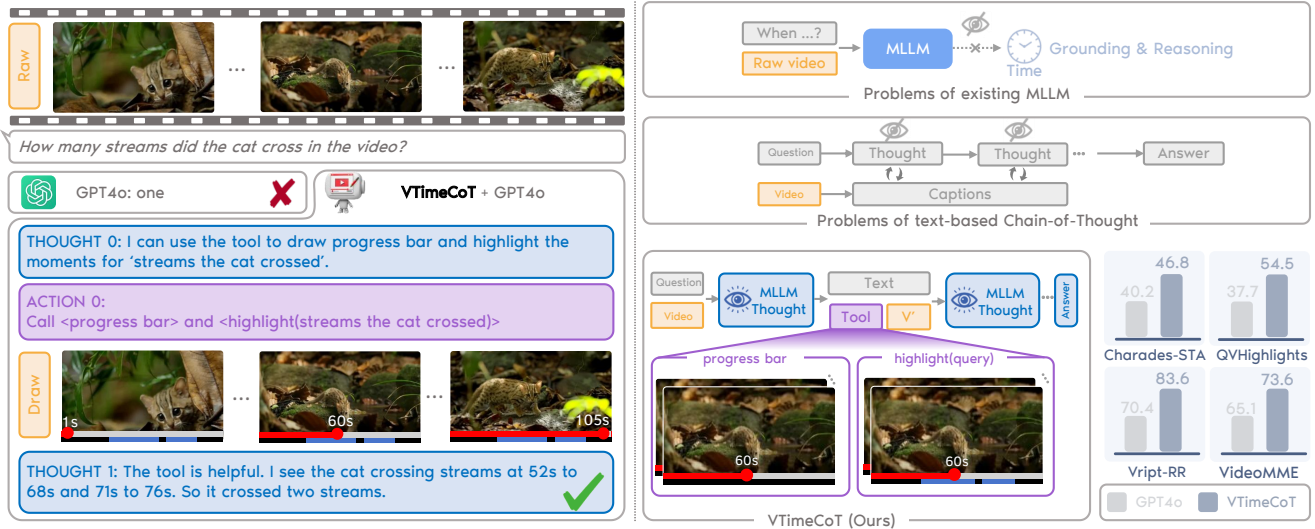 Raw
How many streams did the cat cross in the video?
GPT4o: one
VTimeCoT + GPT4o
THOUGHT 0: I can use the tool to draw progress bar and highlight the
moments for 'streams the cat crossed'.
ACTION 0:
Call <progress bar> and <highlight(streams the cat crossed)>
Draw
1s
60s
105s
THOUGHT 1: The tool is helpful. I see the cat crossing streams at 52s to
68s and 71s to 76s. So it crossed two streams.
When ...?
Raw video
MLLM
Time
Grounding & Reasoning
Problems of existing MLLM
Question
Thought
Thought
...
Answer
Video
Captions
Problems of text-based Chain-of-Thought
Question
Video
MLLM
Thought
Text
Tool
V'
MLLM
Thought
...
Answer
progress bar
60s
highlight(query)
60s
VTimeCoT (Ours)
40.2
46.8
Charades-STA
37.7
54.5
QVHighlights
70.4
83.6
Vript-RR
65.1
73.6
VideoMME
GPT4o
VTimeCoT